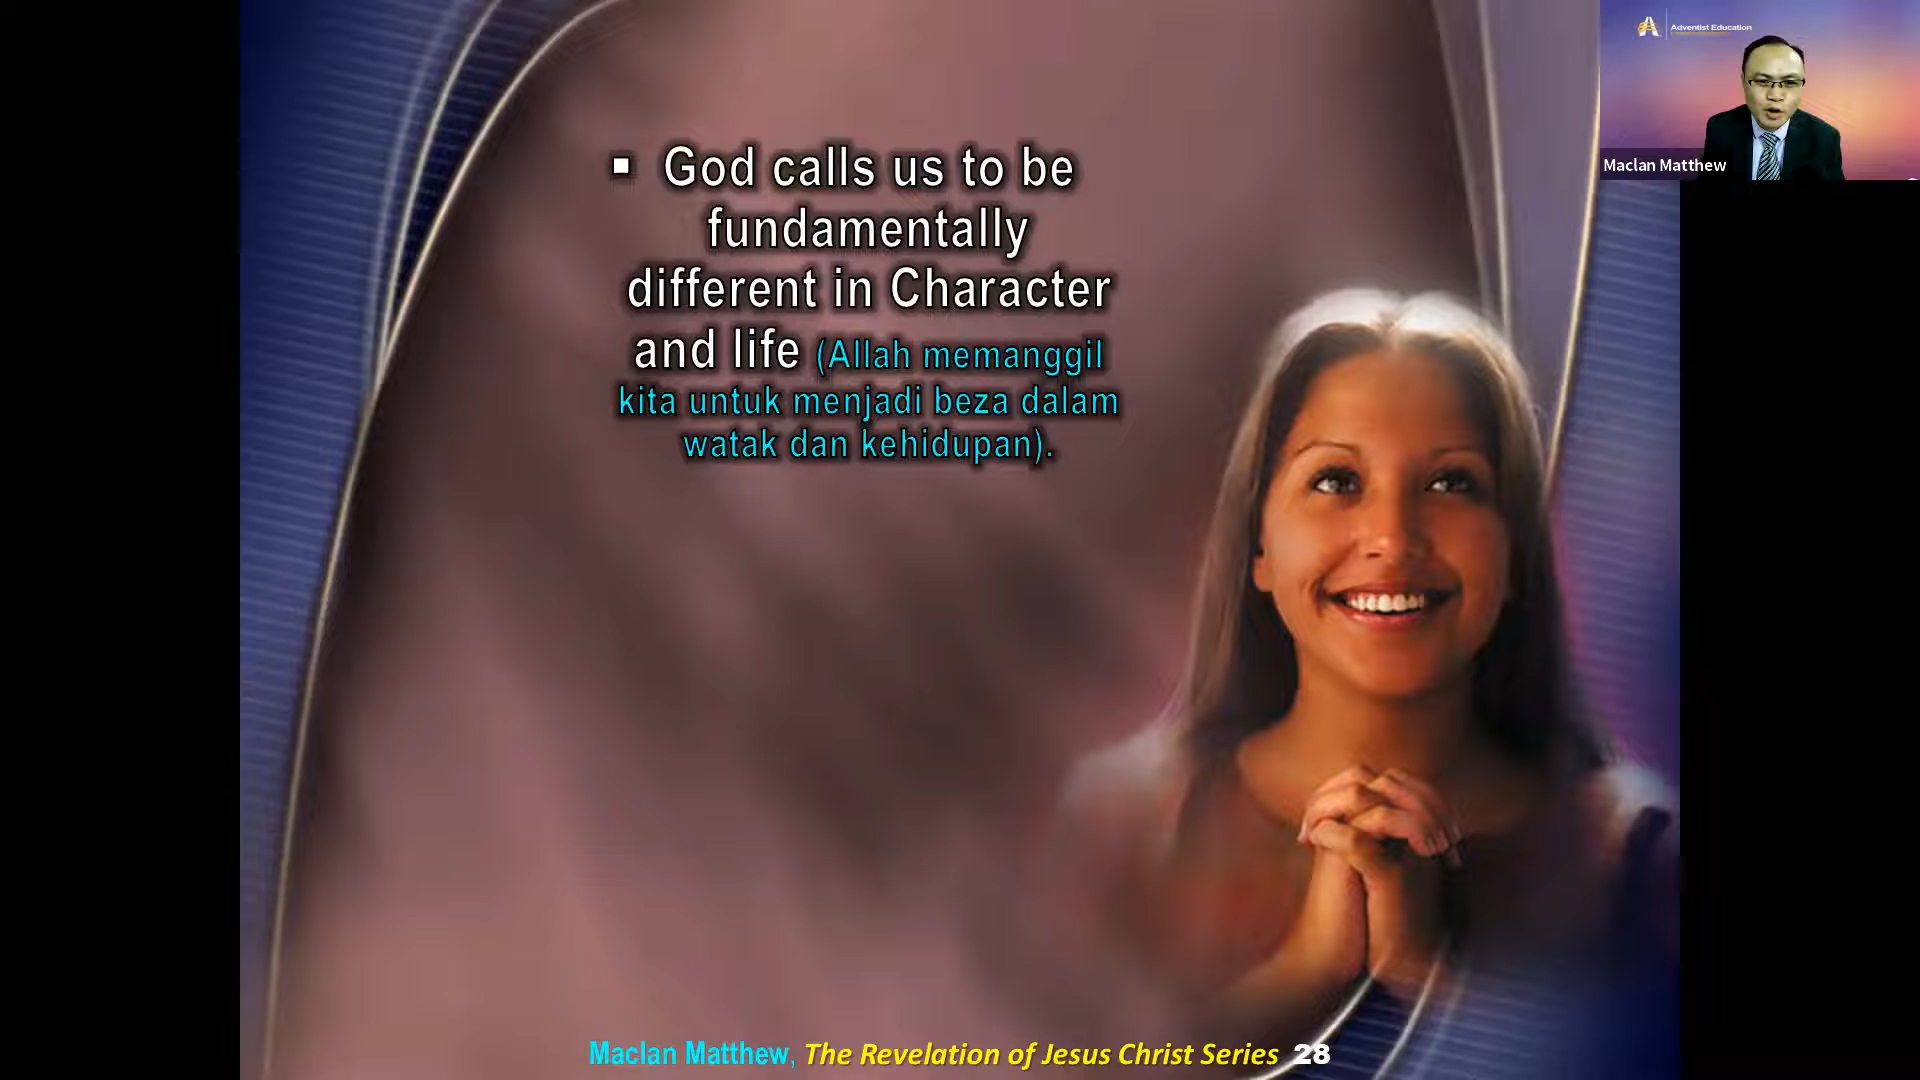 Adventist Education
Maclan Matthew
▪ God calls us to be
fundamentally
different in Character
and life (Allah memanggil
kita untuk menjadi beza dalam
watak dan kehidupan).
Maclan Matthew, The Revelation of Jesus Christ Series 28